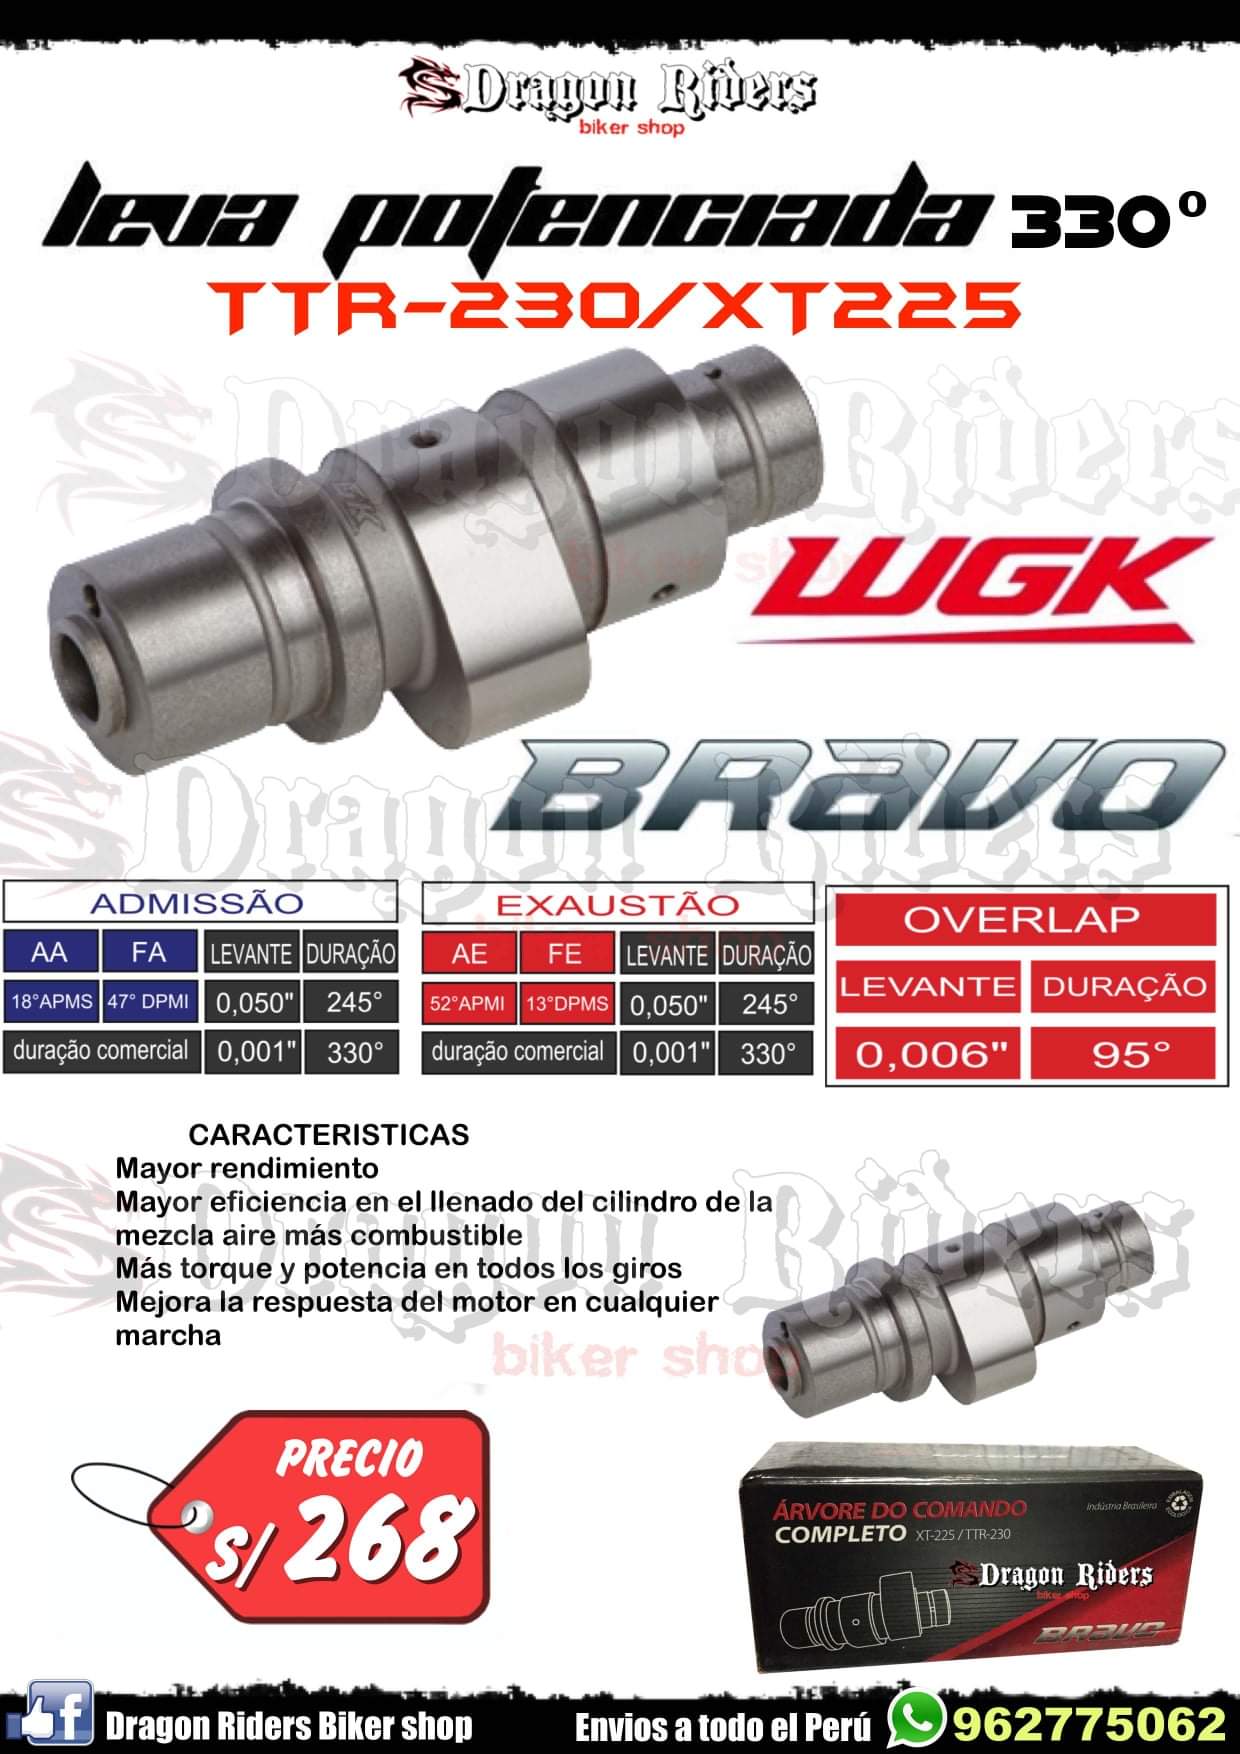 Dragon Riders
biker shop
leva potenciada 330°
TTR-230/XT225
WGK
BRAVO
ADMISSÃO
AA FA LEVANTE DURAÇÃO
18°APMS 47° DPMI 0,050" 245°
duração comercial 0,001" 330°
EXAUSTÃO
AE FE LEVANTE DURAÇÃO
52°APMI 13°DPMS 0,050" 245°
duração comercial 0,001" 330°
OVERLAP
LEVANTE DURAÇÃO
0,006" 95°
CARACTERISTICAS
Mayor rendimiento
Mayor eficiencia en el llenado del cilindro de la
mezcla aire más combustible
Más torque y potencia en todos los giros
Mejora la respuesta del motor en cualquier
marcha
PRECIO
S/ 268
ÁRVORE DO COMANDO
COMPLETO XT-225 / TTR-230
Indústria Brasileira
Dragon Riders
biker shop
BRAVO
Dragon Riders Biker shop
Envios a todo el Perú
962775062